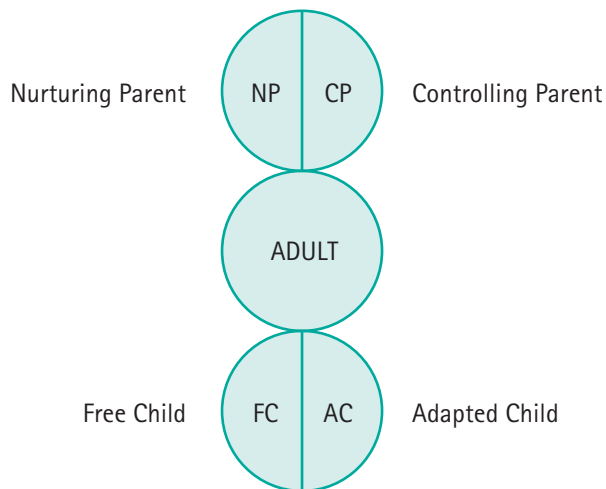 Nurturing Parent NP CP Controlling Parent
ADULT
Free Child FC AC Adapted Child